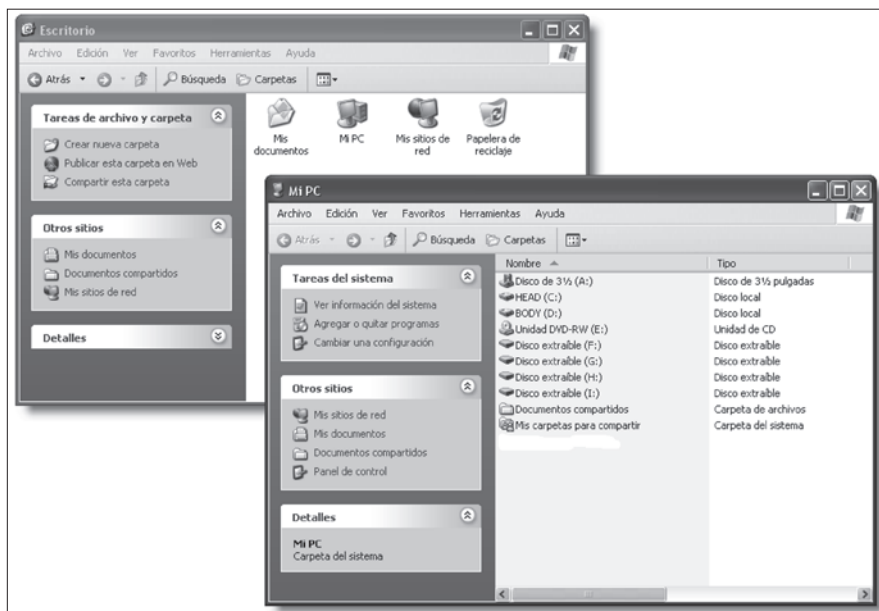 Escritorio
Archivo Edición Ver Favoritos Herramientas Ayuda
Atrás Búsqueda Carpetas
Tareas de archivo y carpeta
Crear nueva carpeta
Publicar esta carpeta en Web
Compartir esta carpeta
Otros sitios
Mis documentos
Documentos compartidos
Mis sitios de red
Detalles
Mis documentos
Mi PC
Mis sitios de red
Papelera de reciclaje
Mi PC
Archivo Edición Ver Favoritos Herramientas Ayuda
Atrás Búsqueda Carpetas
Tareas del sistema
Ver información del sistema
Agregar o quitar programas
Cambiar una configuración
Otros sitios
Mis sitios de red
Mis documentos
Documentos compartidos
Panel de control
Detalles
Mi PC
Carpeta del sistema
Nombre Tipo
Disco de 3½ (A:) Disco de 3½ pulgadas
HEAD (C:) Disco local
BODY (D:) Disco local
Unidad DVD-RW (E:) Unidad de CD
Disco extraíble (F:) Disco extraíble
Disco extraíble (G:) Disco extraíble
Disco extraíble (H:) Disco extraíble
Disco extraíble (I:) Disco extraíble
Documentos compartidos Carpeta de archivos
Mis carpetas para compartir Carpeta del sistema